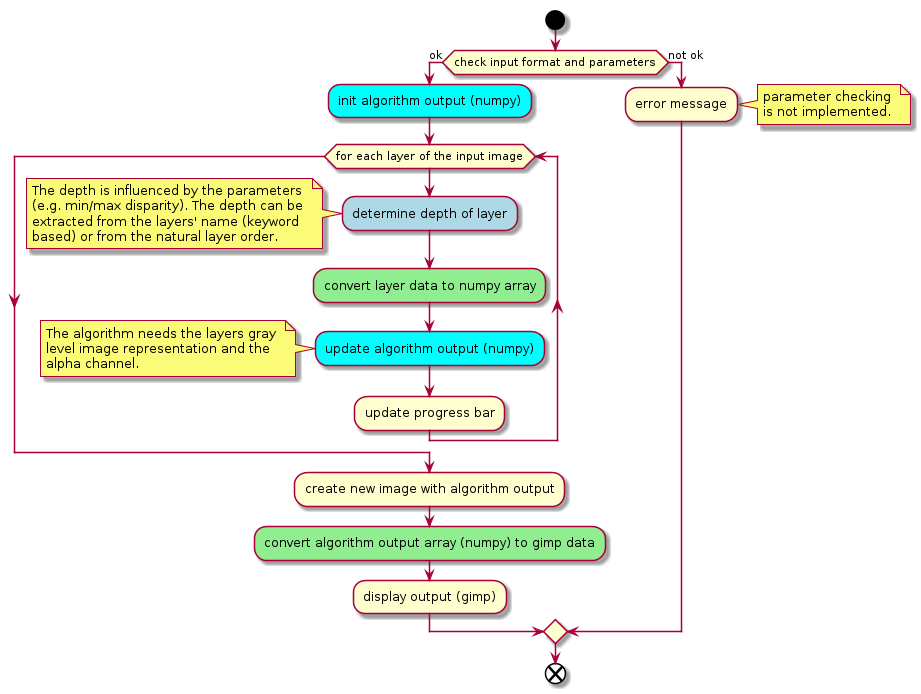 ok
check input format and parameters
not ok
init algorithm output (numpy)
error message
parameter checking
is not implemented.
for each layer of the input image
The depth is influenced by the parameters
(e.g. min/max disparity). The depth can be
extracted from the layers' name (keyword
based) or from the natural layer order.
determine depth of layer
convert layer data to numpy array
The algorithm needs the layers gray
level image representation and the
alpha channel.
update algorithm output (numpy)
update progress bar
create new image with algorithm output
convert algorithm output array (numpy) to gimp data
display output (gimp)